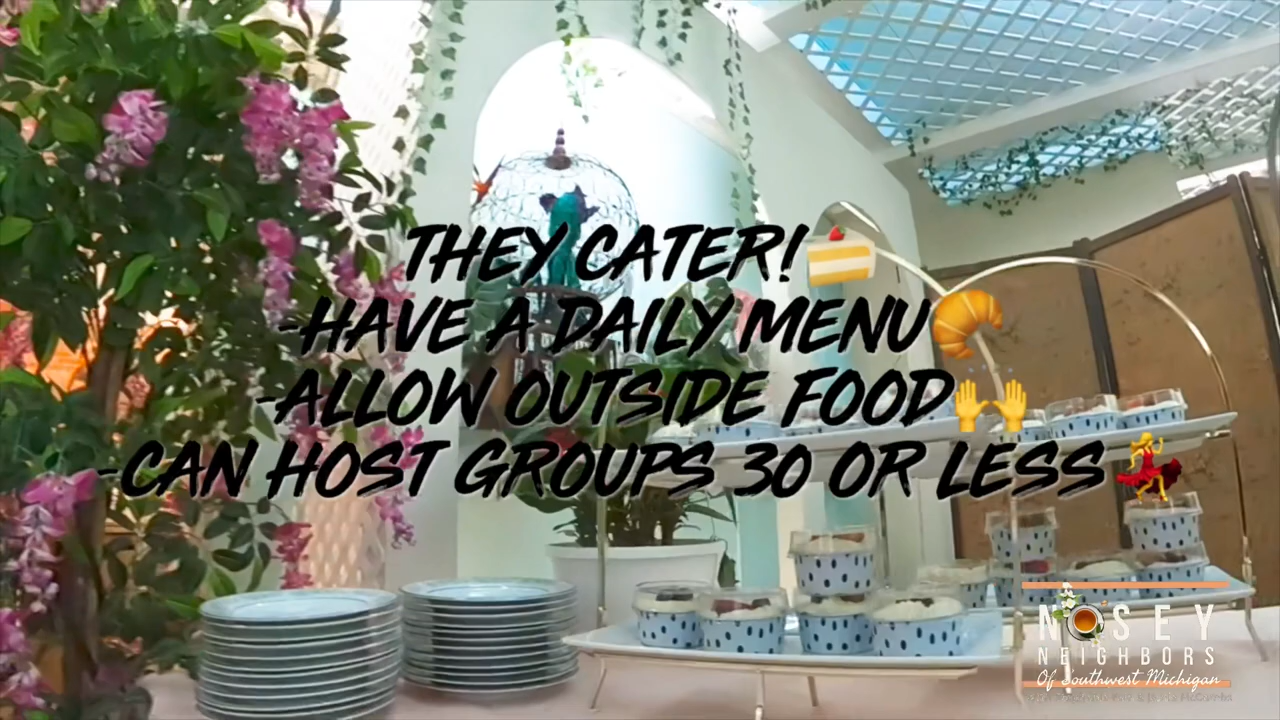 THEY CATER!🍰
-HAVE A DAILY MENU🥐
-ALLOW OUTSIDE FOOD🙌
-CAN HOST GROUPS 30 OR LESS💃
NOSEY
NEIGHBORS
Of Southwest Michigan